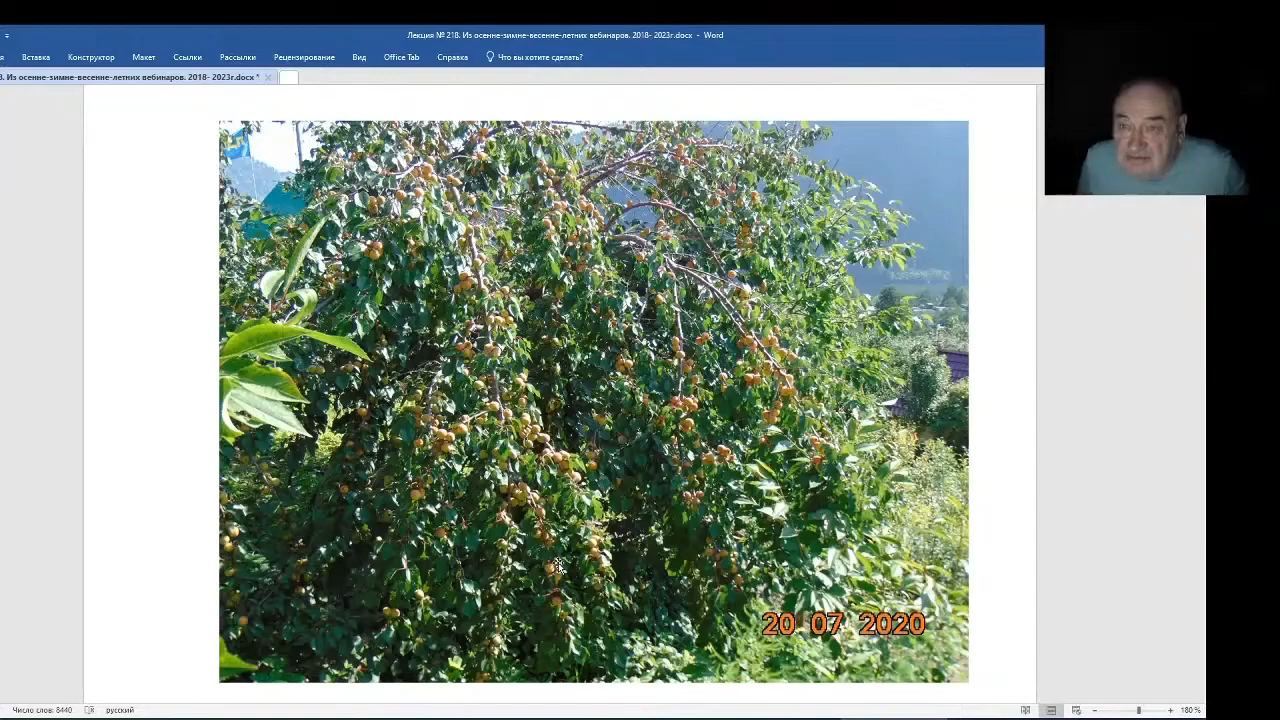 Лекция № 218. Из осенне-зимне-весенне-летних вебинаров. 2018- 2023г.docx - Word
Вставка Конструктор Макет Ссылки Рассылки Рецензирование Вид Office Tab Справка Что вы хотите сделать?
Из осенне-зимне-весенне-летних вебинаров. 2018- 2023г.docx *
20 07 2020
Число слов: 8440 русский 180 %